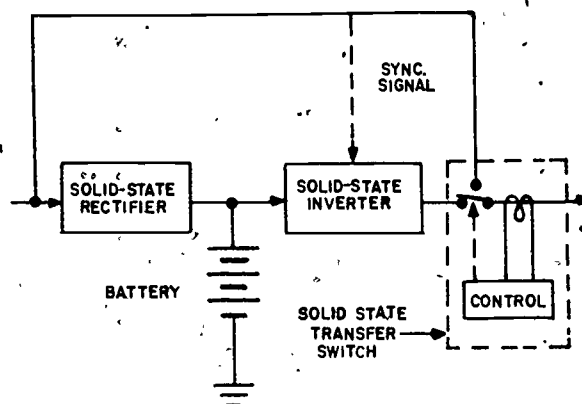 SYNC.
SIGNAL
SOLID-STATE
RECTIFIER
SOLID-STATE
INVERTER
BATTERY
CONTROL
SOLID STATE
TRANSFER
SWITCH